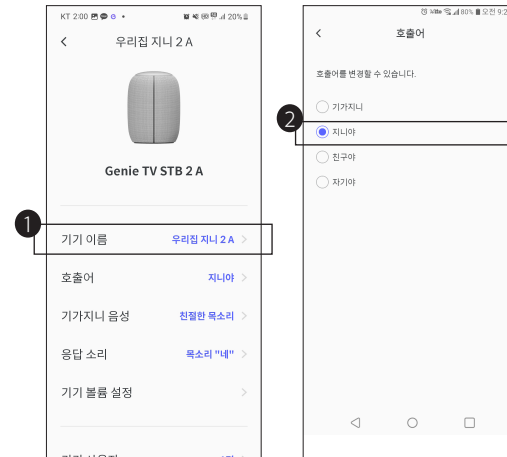 KT 2:00
20%
우리집 지니 2 A
Genie TV STB 2 A
1
기기 이름 우리집 지니 2 A
호출어 지니야
기가지니 음성 친절한 목소리
응답 소리 목소리 "네"
기기 볼륨 설정
80% 오전 9:2
호출어
호출어를 변경할 수 있습니다.
기가지니
2
지니야
친구야
자기야